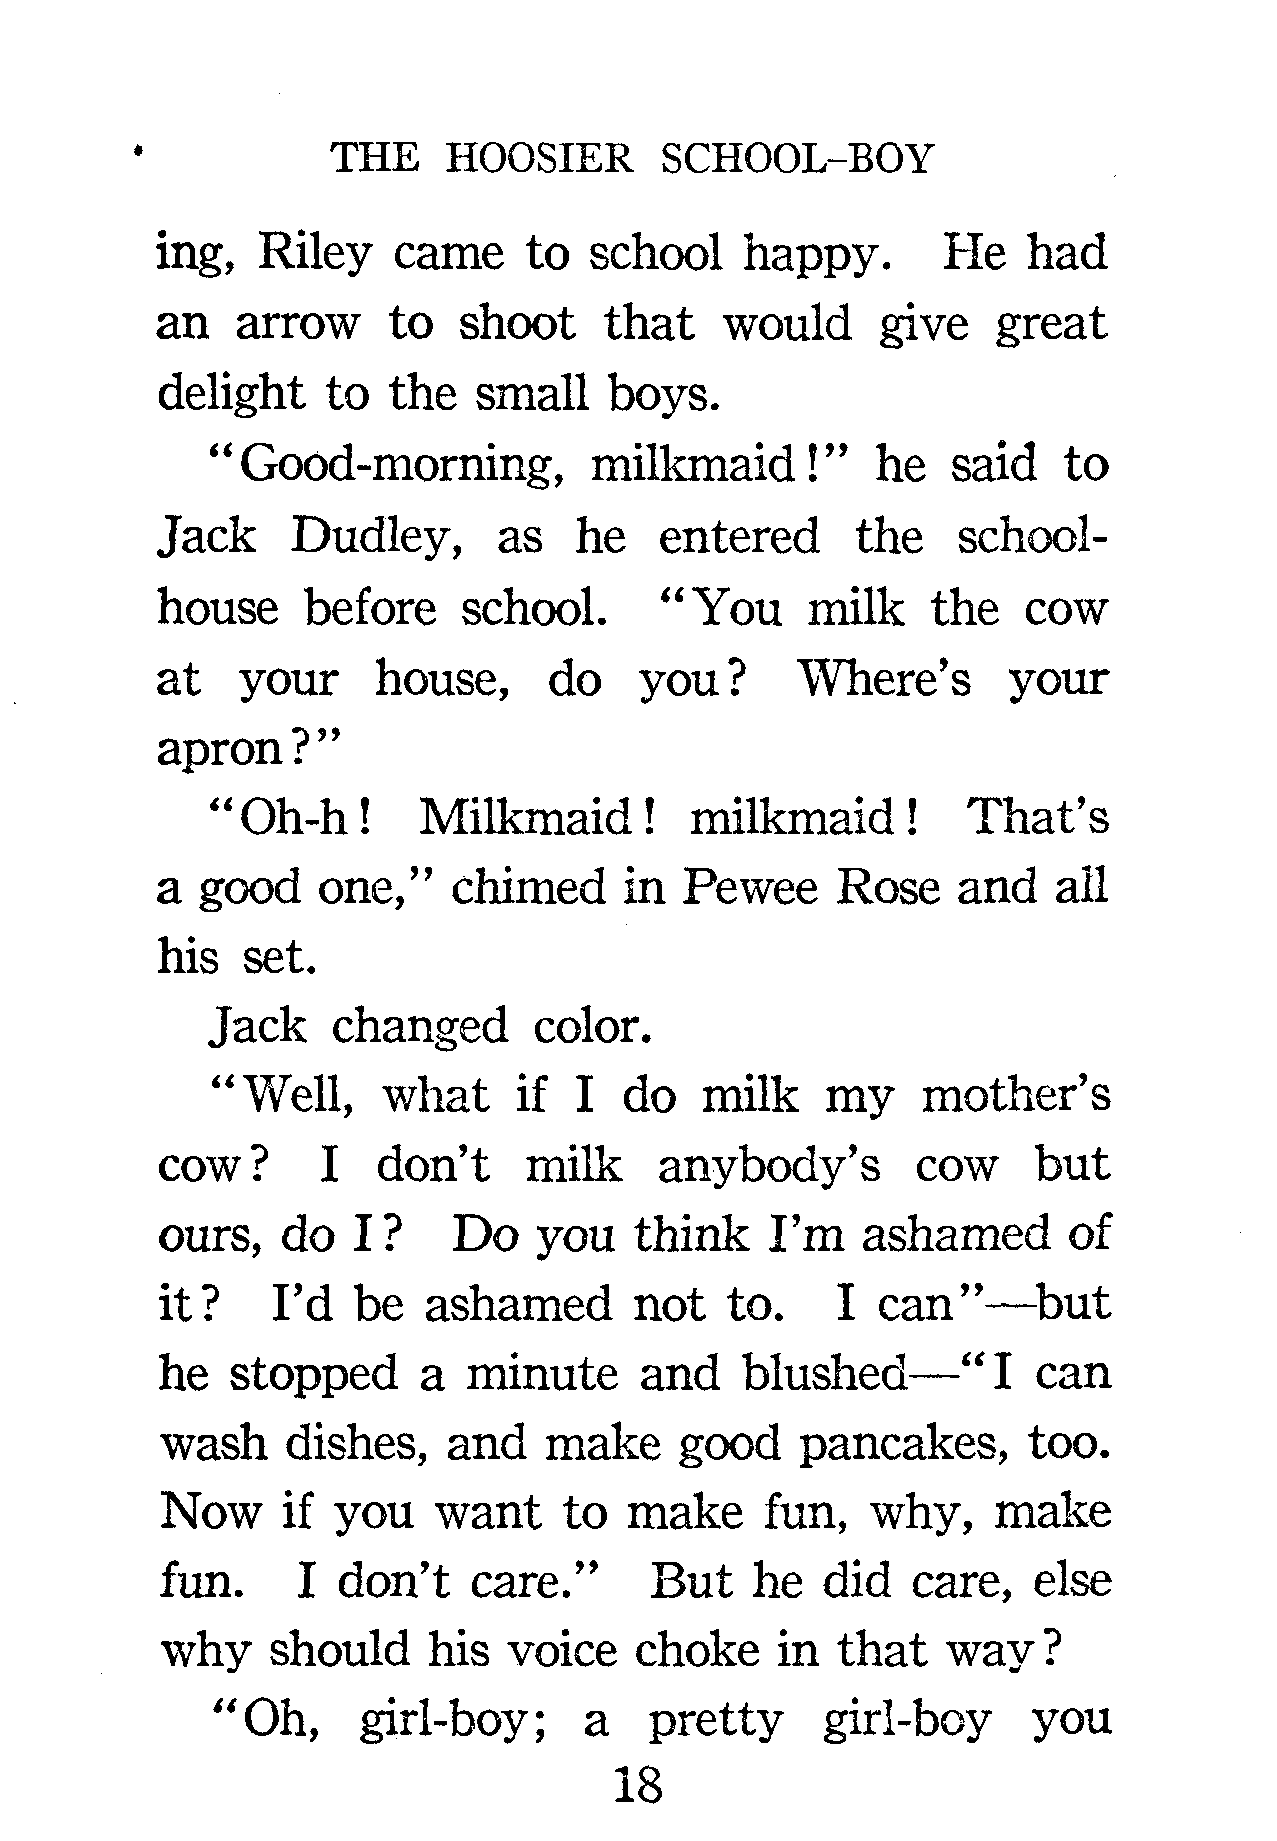 THE HOOSIER SCHOOL-BOY
ing, Riley came to school happy. He had
an arrow to shoot that would give great
delight to the small boys.
"Good-morning, milkmaid!" he said to
Jack Dudley, as he entered the school-
house before school. "You milk the cow
at your house, do you? Where's your
apron?"
"Oh-h! Milkmaid! milkmaid! That's
a good one," chimed in Pewee Rose and all
his set.
Jack changed color.
"Well, what if I do milk my mother's
cow? I don't milk anybody's cow but
ours, do I? Do you think I'm ashamed of
it? I'd be ashamed not to. I can"—but
he stopped a minute and blushed—"I can
wash dishes, and make good pancakes, too.
Now if you want to make fun, why, make
fun. I don't care." But he did care, else
why should his voice choke in that way?
"Oh, girl-boy; a pretty girl-boy you
18